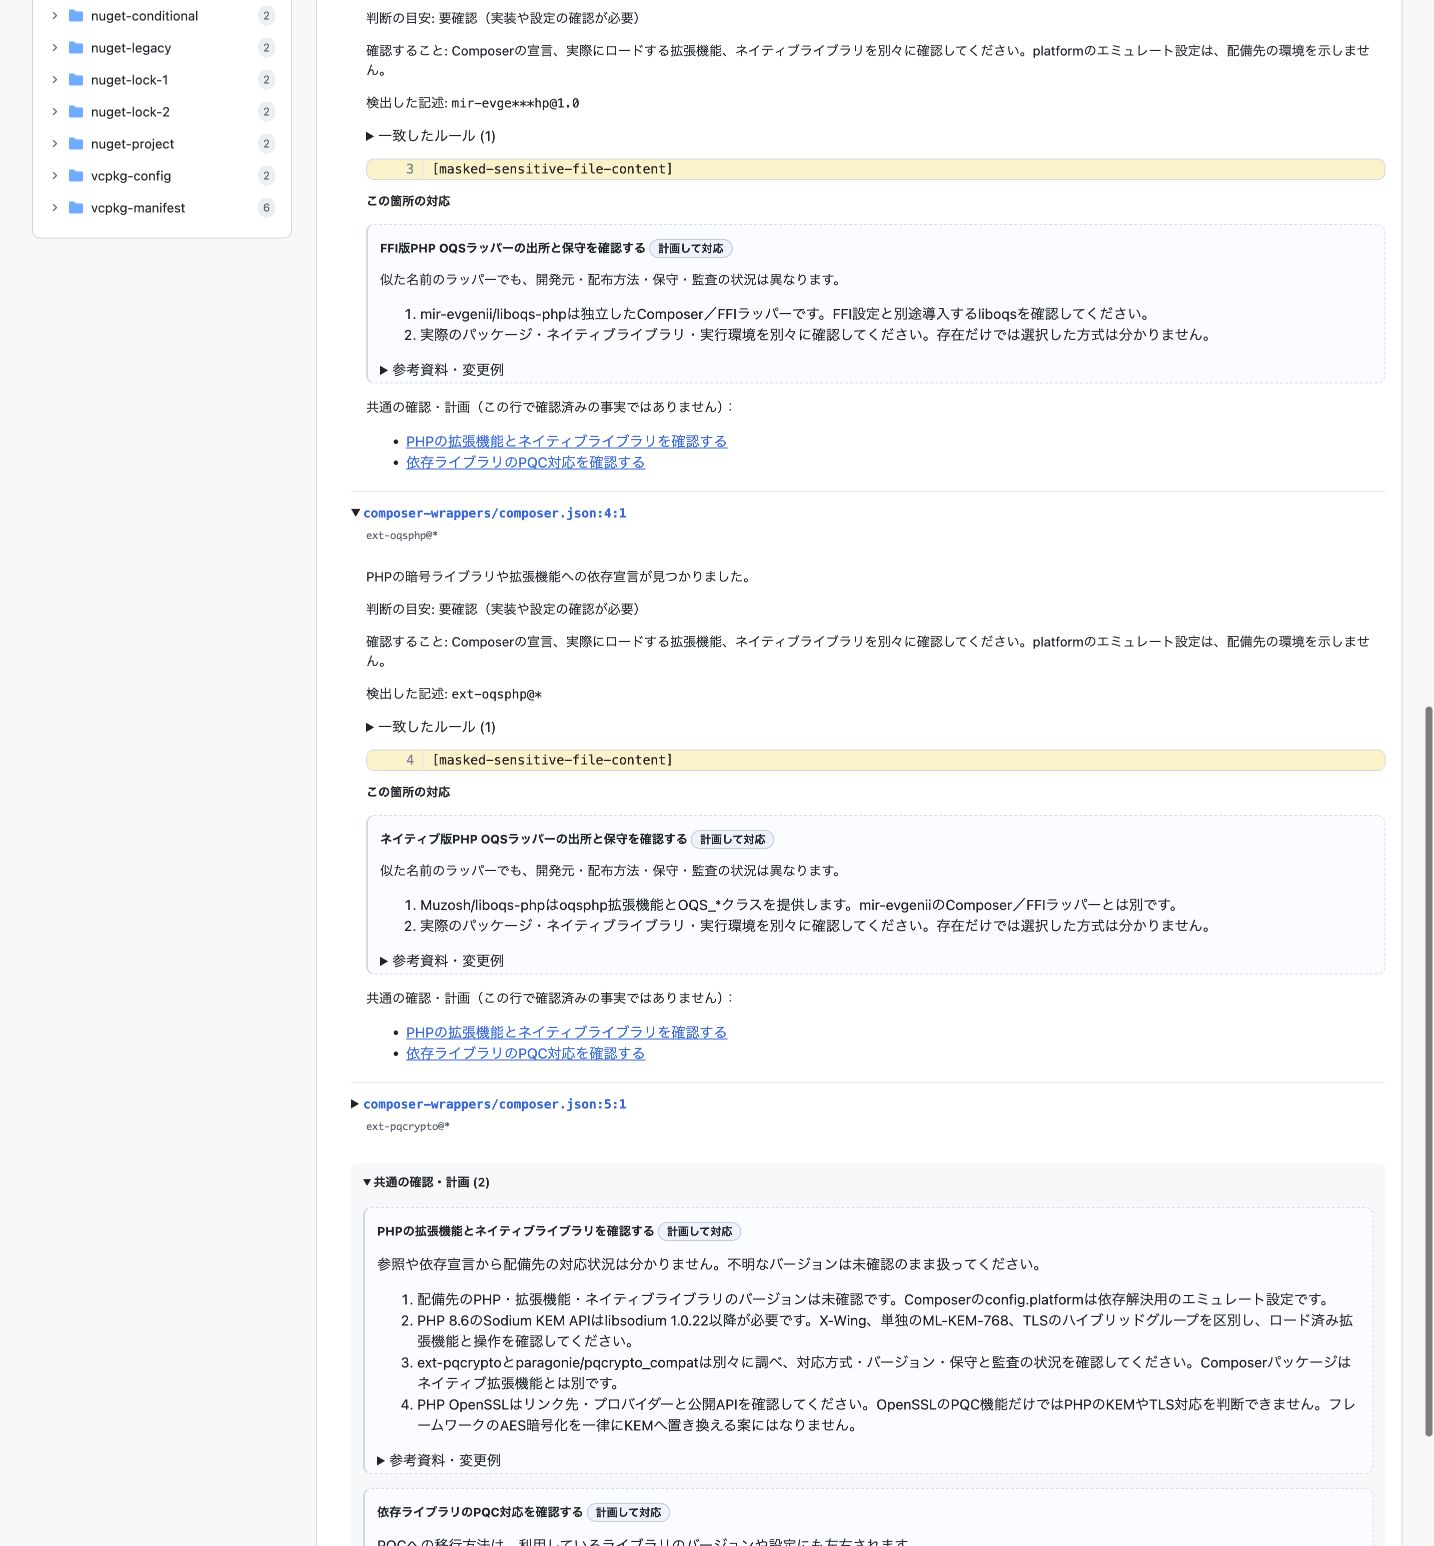 nuget-conditional 2
nuget-legacy 2
nuget-lock-1 2
nuget-lock-2 2
nuget-project 2
vcpkg-config 2
vcpkg-manifest 6
判断の目安: 要確認（実装や設定の確認が必要）
確認すること: Composerの宣言、実際にロードする拡張機能、ネイティブライブラリを別々に確認してください。platformのエミュレート設定は、配備先の環境を示しませ
ん。
検出した記述: mir-evge***hp@1.0
▶ 一致したルール (1)
3 [masked-sensitive-file-content]
この箇所の対応
FFI版PHP OQSラッパーの出所と保守を確認する 計画して対応
似た名前のラッパーでも、開発元・配布方法・保守・監査の状況は異なります。
1. mir-evgenii/liboqs-phpは独立したComposer／FFIラッパーです。FFI設定と別途導入するliboqsを確認してください。
2. 実際のパッケージ・ネイティブライブラリ・実行環境を別々に確認してください。存在だけでは選択した方式は分かりません。
▶ 参考資料・変更例
共通の確認・計画（この行で確認済みの事実ではありません）:
• PHPの拡張機能とネイティブライブラリを確認する
• 依存ライブラリのPQC対応を確認する
▼ composer-wrappers/composer.json:4:1
ext-oqsphp@*
PHPの暗号ライブラリや拡張機能への依存宣言が見つかりました。
判断の目安: 要確認（実装や設定の確認が必要）
確認すること: Composerの宣言、実際にロードする拡張機能、ネイティブライブラリを別々に確認してください。platformのエミュレート設定は、配備先の環境を示しませ
ん。
検出した記述: ext-oqsphp@*
▶ 一致したルール (1)
4 [masked-sensitive-file-content]
この箇所の対応
ネイティブ版PHP OQSラッパーの出所と保守を確認する 計画して対応
似た名前のラッパーでも、開発元・配布方法・保守・監査の状況は異なります。
1. Muzosh/liboqs-phpはoqsphp拡張機能とOQS_*クラスを提供します。mir-evgeniiのComposer／FFIラッパーとは別です。
2. 実際のパッケージ・ネイティブライブラリ・実行環境を別々に確認してください。存在だけでは選択した方式は分かりません。
▶ 参考資料・変更例
共通の確認・計画（この行で確認済みの事実ではありません）:
• PHPの拡張機能とネイティブライブラリを確認する
• 依存ライブラリのPQC対応を確認する
▶ composer-wrappers/composer.json:5:1
ext-pqcrypto@*
▼共通の確認・計画 (2)
PHPの拡張機能とネイティブライブラリを確認する 計画して対応
参照や依存宣言から配備先の対応状況は分かりません。不明なバージョンは未確認のまま扱ってください。
1. 配備先のPHP・拡張機能・ネイティブライブラリのバージョンは未確認です。Composerのconfig.platformは依存解決用のエミュレート設定です。
2. PHP 8.6のSodium KEM APIはlibsodium 1.0.22以降が必要です。X-Wing、単独のML-KEM-768、TLSのハイブリッドグループを区別し、ロード済み拡
張機能と操作を確認してください。
3. ext-pqcryptoとparagonie/pqcrypto_compatは別々に調べ、対応方式・バージョン・保守と監査の状況を確認してください。Composerパッケージは
ネイティブ拡張機能とは別です。
4. PHP OpenSSLはリンク先・プロバイダーと公開APIを確認してください。OpenSSLのPQC機能だけではPHPのKEMやTLS対応を判断できません。フレ
ームワークのAES暗号化を一律にKEMへ置き換える案にはなりません。
▶ 参考資料・変更例
依存ライブラリのPQC対応を確認する 計画して対応
PQCへの移行方法は、利用しているライブラリのバージョンや設定にも左右されます。